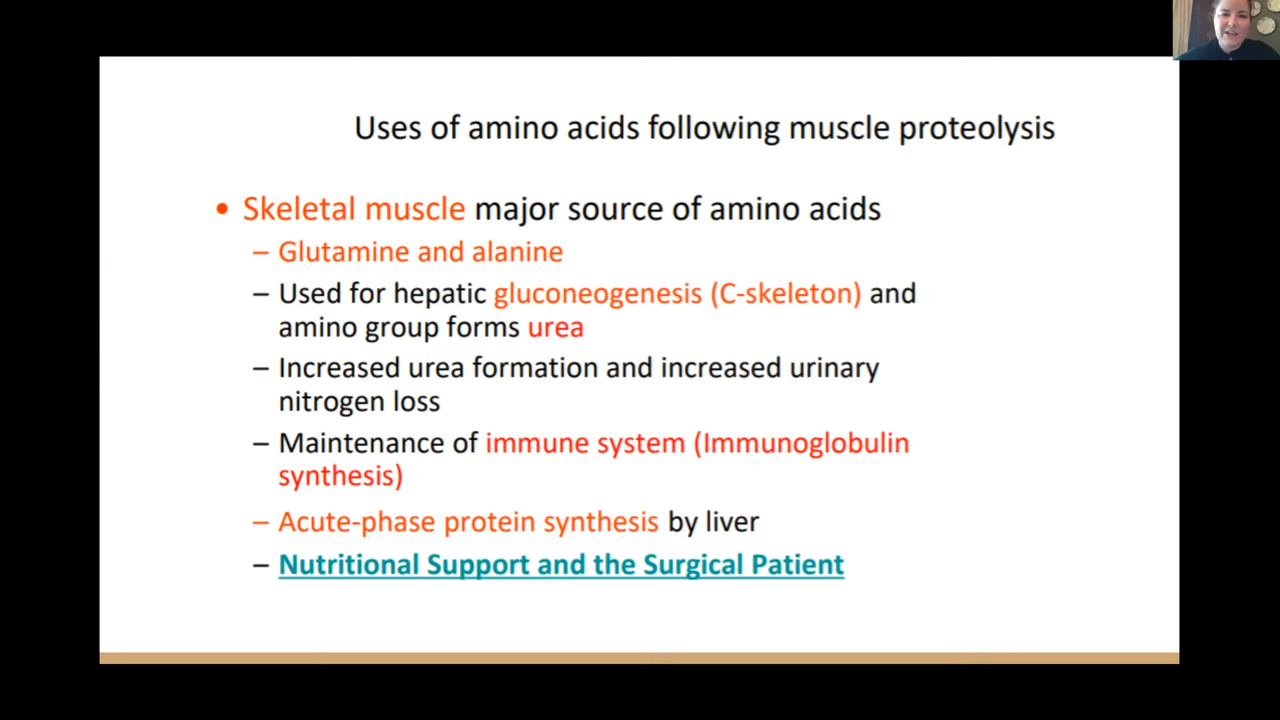 Uses of amino acids following muscle proteolysis
• Skeletal muscle major source of amino acids
– Glutamine and alanine
– Used for hepatic gluconeogenesis (C-skeleton) and
amino group forms urea
– Increased urea formation and increased urinary
nitrogen loss
– Maintenance of immune system (Immunoglobulin
synthesis)
– Acute-phase protein synthesis by liver
– Nutritional Support and the Surgical Patient